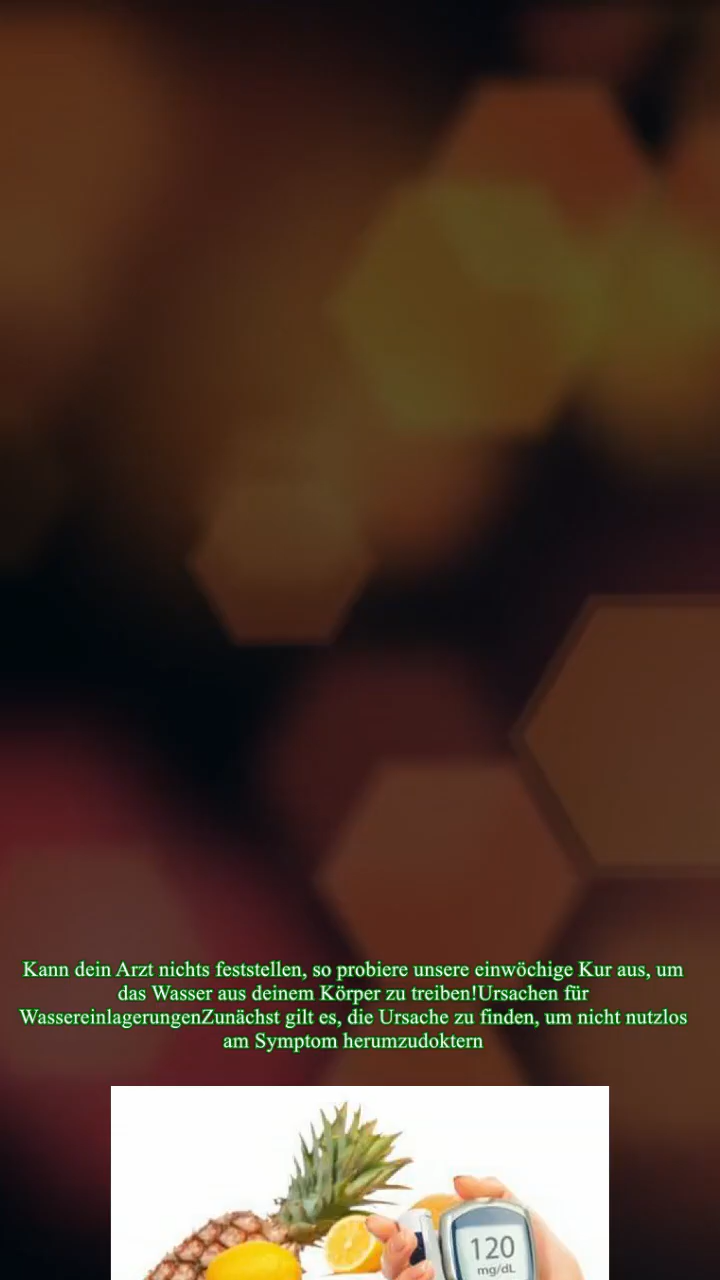 Kann dein Arzt nichts feststellen, so probiere unsere einwöchige Kur aus, um
das Wasser aus deinem Körper zu treiben!Ursachen für
WassereinlagerungenZunächst gilt es, die Ursache zu finden, um nicht nutzlos
am Symptom herumzudoktern
120
mg/dL